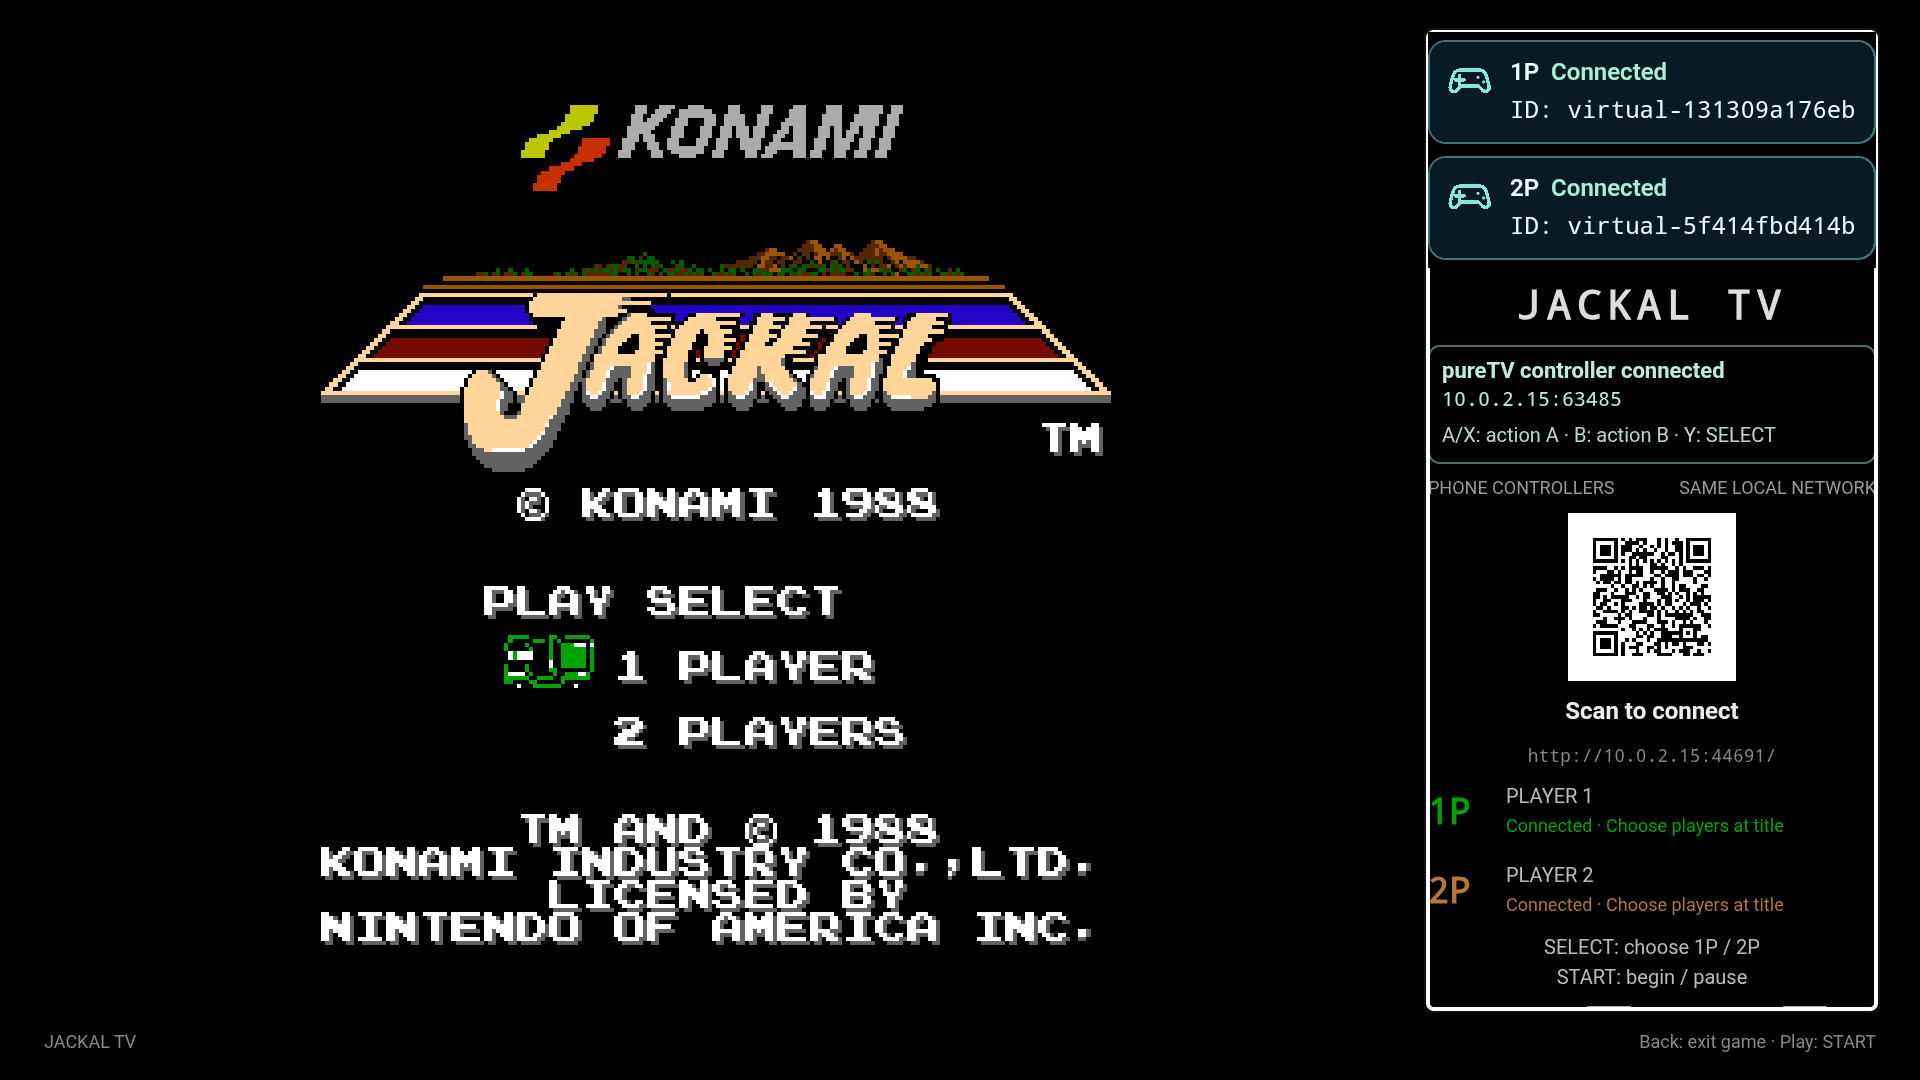 KONAMI
JACKAL
TM
© KONAMI 1988
PLAY SELECT
1 PLAYER
2 PLAYERS
TM AND © 1988
KONAMI INDUSTRY CO.,LTD.
LICENSED BY
NINTENDO OF AMERICA INC.
JACKAL TV
1P Connected
ID: virtual-131309a176eb
2P Connected
ID: virtual-5f414fbd414b
JACKAL TV
pureTV controller connected
10.0.2.15:63485
A/X: action A · B: action B · Y: SELECT
PHONE CONTROLLERS SAME LOCAL NETWORK
Scan to connect
http://10.0.2.15:44691/
1P PLAYER 1
Connected · Choose players at title
2P PLAYER 2
Connected · Choose players at title
SELECT: choose 1P / 2P
START: begin / pause
Back: exit game · Play: START